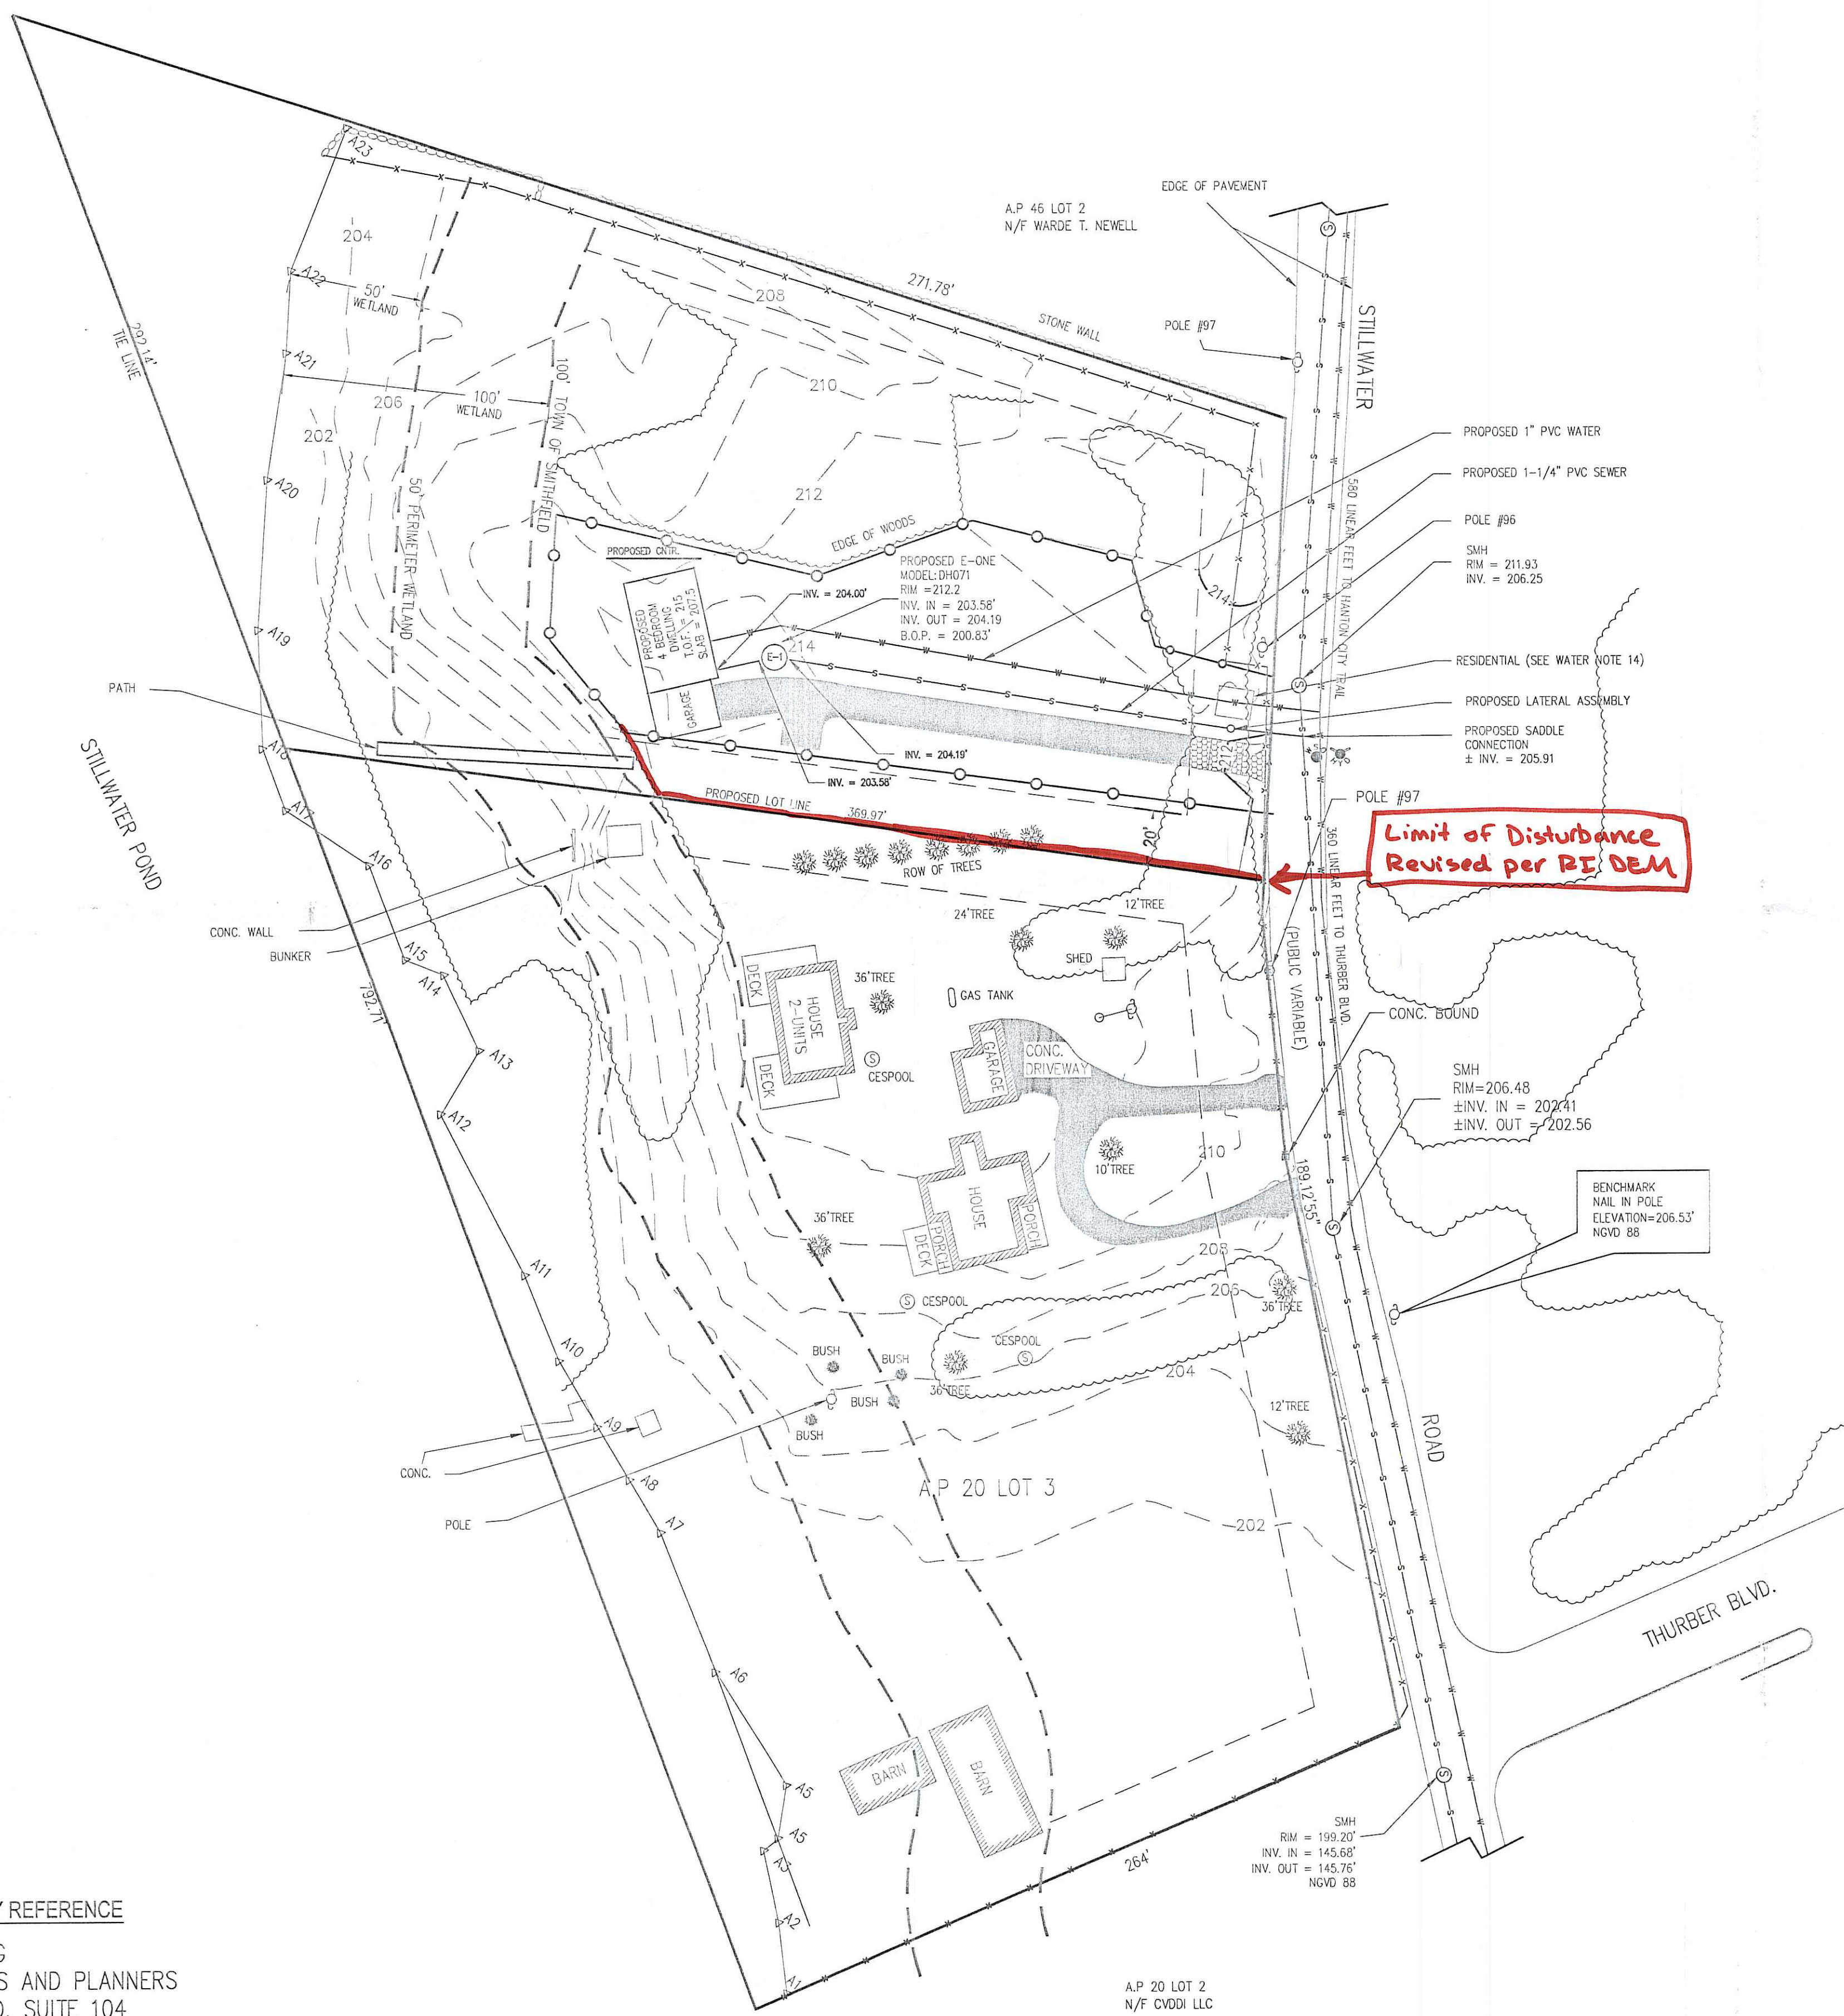 EDGE OF PAVEMENT
A.P 46 LOT 2
N/F WARDE T. NEWELL
A23
204
A22
50'
WETLAND
208
271.78'
STONE WALL
POLE #97
STILLWATER
292.14'
TIE LINE
A21
100'
WETLAND
206
210
202
100' TOWN OF SMITHFIELD
50' PERIMETER WETLAND
A20
212
EDGE OF WOODS
580 LINEAR FEET TO HANTON CITY TRAIL
PROPOSED 1" PVC WATER
PROPOSED 1-1/4" PVC SEWER
POLE #96
SMH
RIM = 211.93
INV. = 206.25
PROPOSED CNTR.
PROPOSED
4 BEDROOM
DWELLING
T.O.F. = 215
SLAB = 207.5
GARAGE
INV. = 204.00'
PROPOSED E-ONE
MODEL: DH071
RIM =212.2
INV. IN = 203.58'
INV. OUT = 204.19
B.O.P. = 200.83'
E-1
214
214
A19
RESIDENTIAL (SEE WATER NOTE 14)
PROPOSED LATERAL ASSEMBLY
PROPOSED SADDLE
CONNECTION
± INV. = 205.91
PATH
A18
212
INV. = 204.19'
INV. = 203.58'
STILLWATER POND
PROPOSED LOT LINE
369.97'
20'
POLE #97
Limit of Disturbance
Revised per RI DEM
A17
A16
ROW OF TREES
360 LINEAR FEET TO THURBER BLVD.
(PUBLIC VARIABLE)
CONC. WALL
BUNKER
A15
A14
792.71'
24'TREE
12'TREE
SHED
DECK
HOUSE
2-UNITS
DECK
36'TREE
GAS TANK
CESPOOL
GARAGE
CONC.
DRIVEWAY
CONC. BOUND
A13
A12
SMH
RIM=206.48
±INV. IN = 202.41
±INV. OUT = 202.56
10'TREE
210
189.12'55"
BENCHMARK
NAIL IN POLE
ELEVATION=206.53'
NGVD 88
HOUSE
PORCH
PORCH
DECK
36'TREE
208
A11
CESPOOL
206
36'TREE
CESPOOL
A10
BUSH
BUSH
BUSH
BUSH
36'TREE
204
12'TREE
ROAD
A9
CONC.
A8
POLE
A7
A.P 20 LOT 3
202
THURBER BLVD.
A6
BARN
BARN
A5
A5
A3
264'
SMH
RIM = 199.20'
INV. IN = 145.68'
INV. OUT = 145.76'
NGVD 88
A2
A1
Y REFERENCE
G
S AND PLANNERS
D. SUITE 104
A.P 20 LOT 2
N/F CVDDI LLC